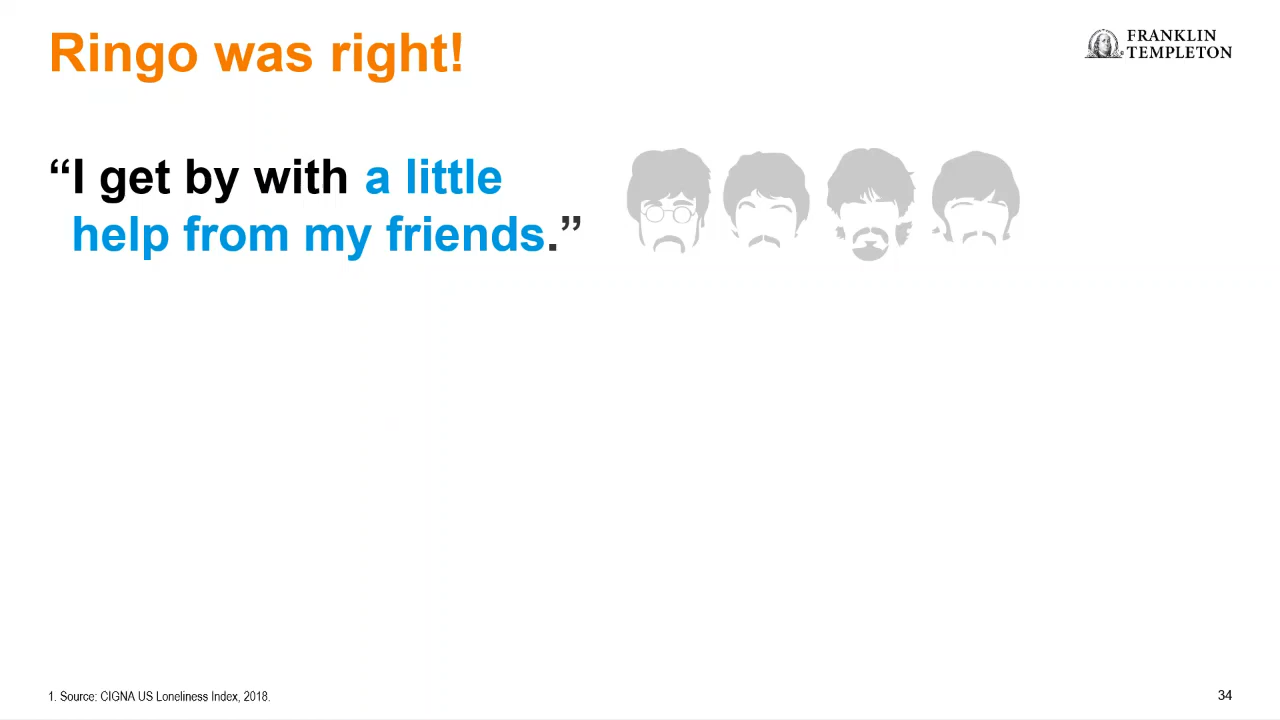 Ringo was right!
FRANKLIN
TEMPLETON
“I get by with a little
help from my friends.”
1. Source: CIGNA US Loneliness Index, 2018.
34